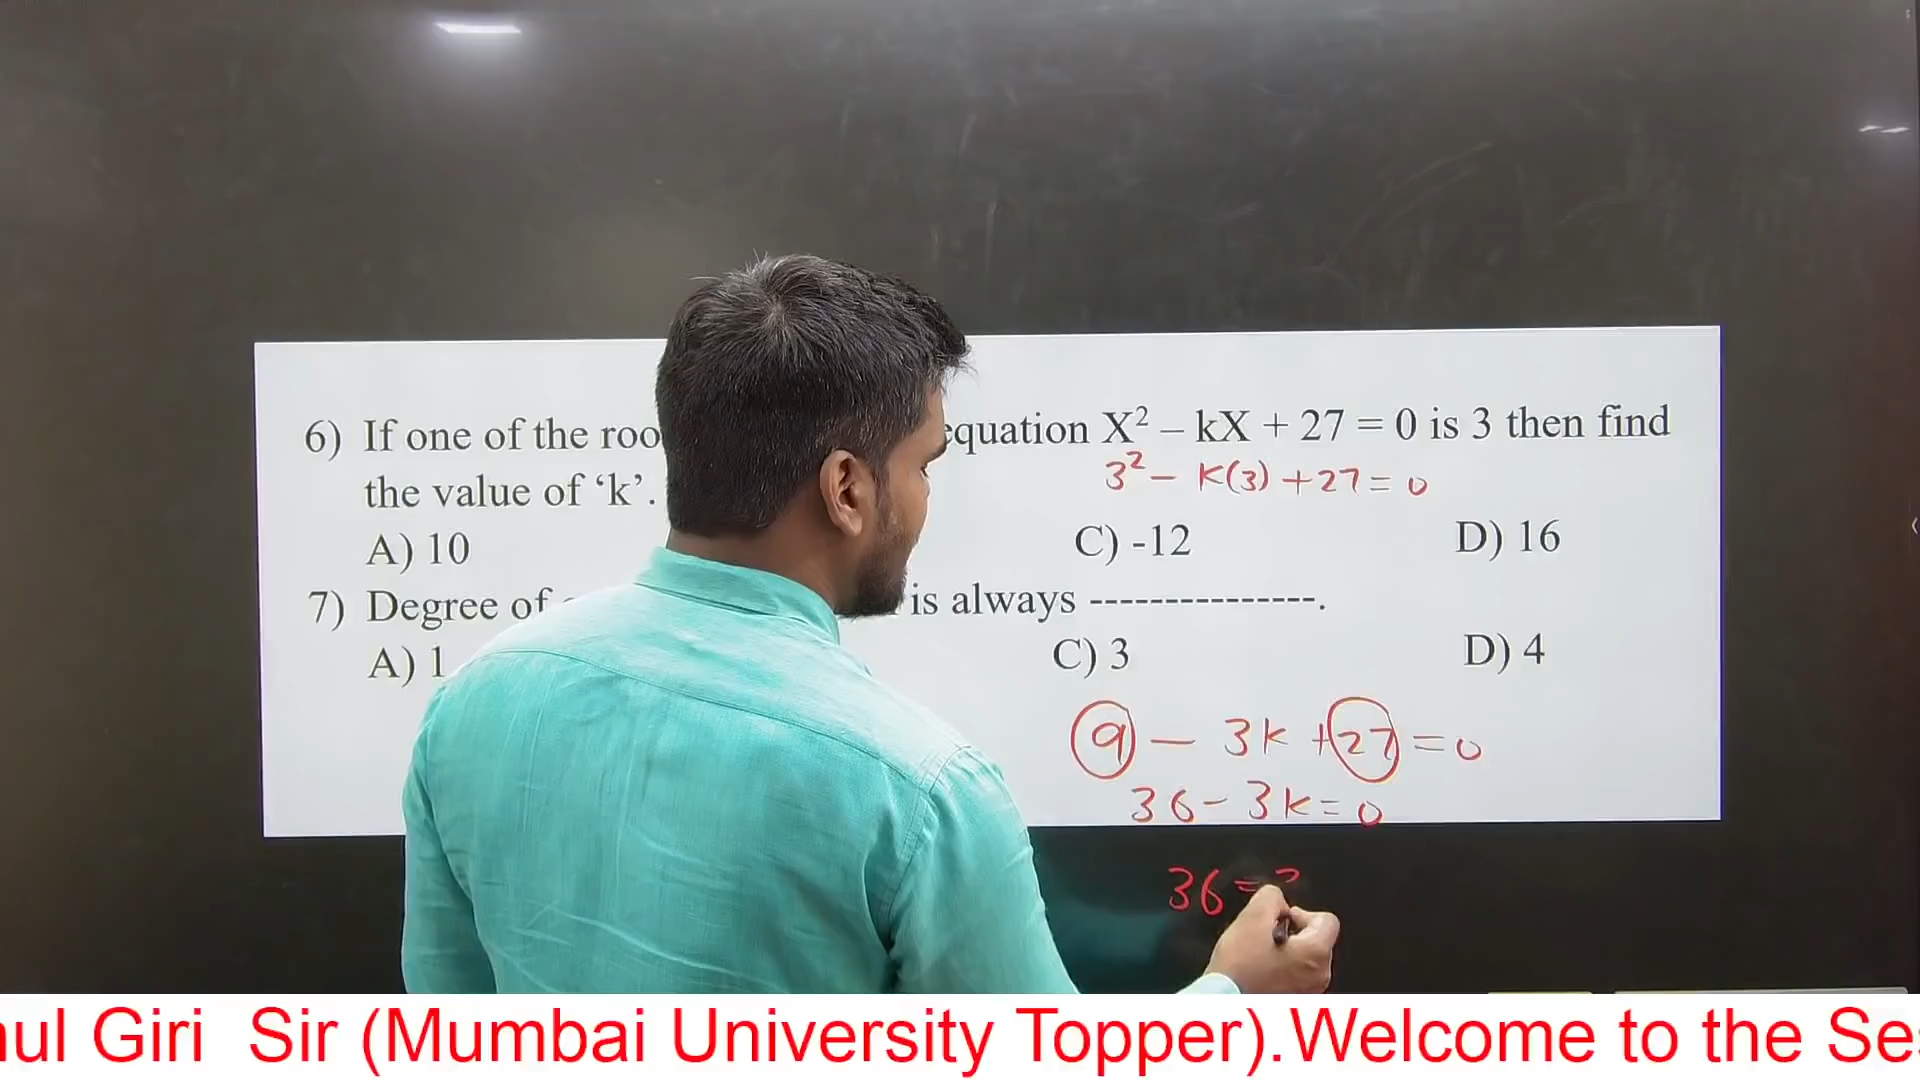 6) If one of the roo equation X² – kX + 27 = 0 is 3 then find
the value of ‘k’.
3² – k(3) + 27 = 0
A) 10 C) -12 D) 16
7) Degree of is always ---------------.
A) 1 C) 3 D) 4
9 – 3k + 27 = 0
36 – 3k = 0
36 =
ul Giri Sir (Mumbai University Topper).Welcome to the Se